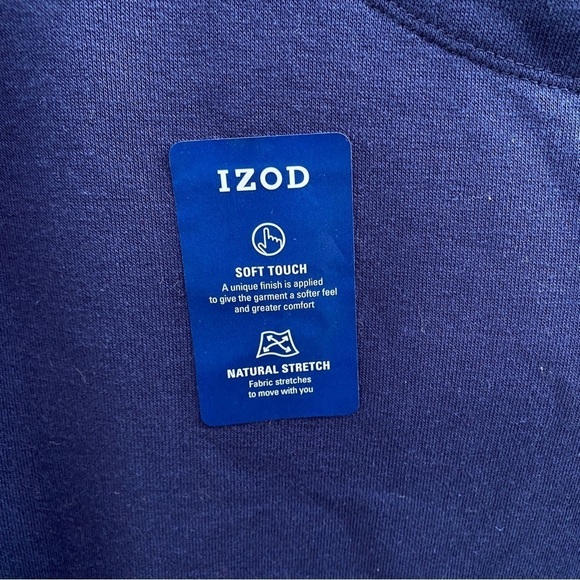 IZOD
SOFT TOUCH
A unique finish is applied
to give the garment a softer feel
and greater comfort
NATURAL STRETCH
Fabric stretches
to move with you